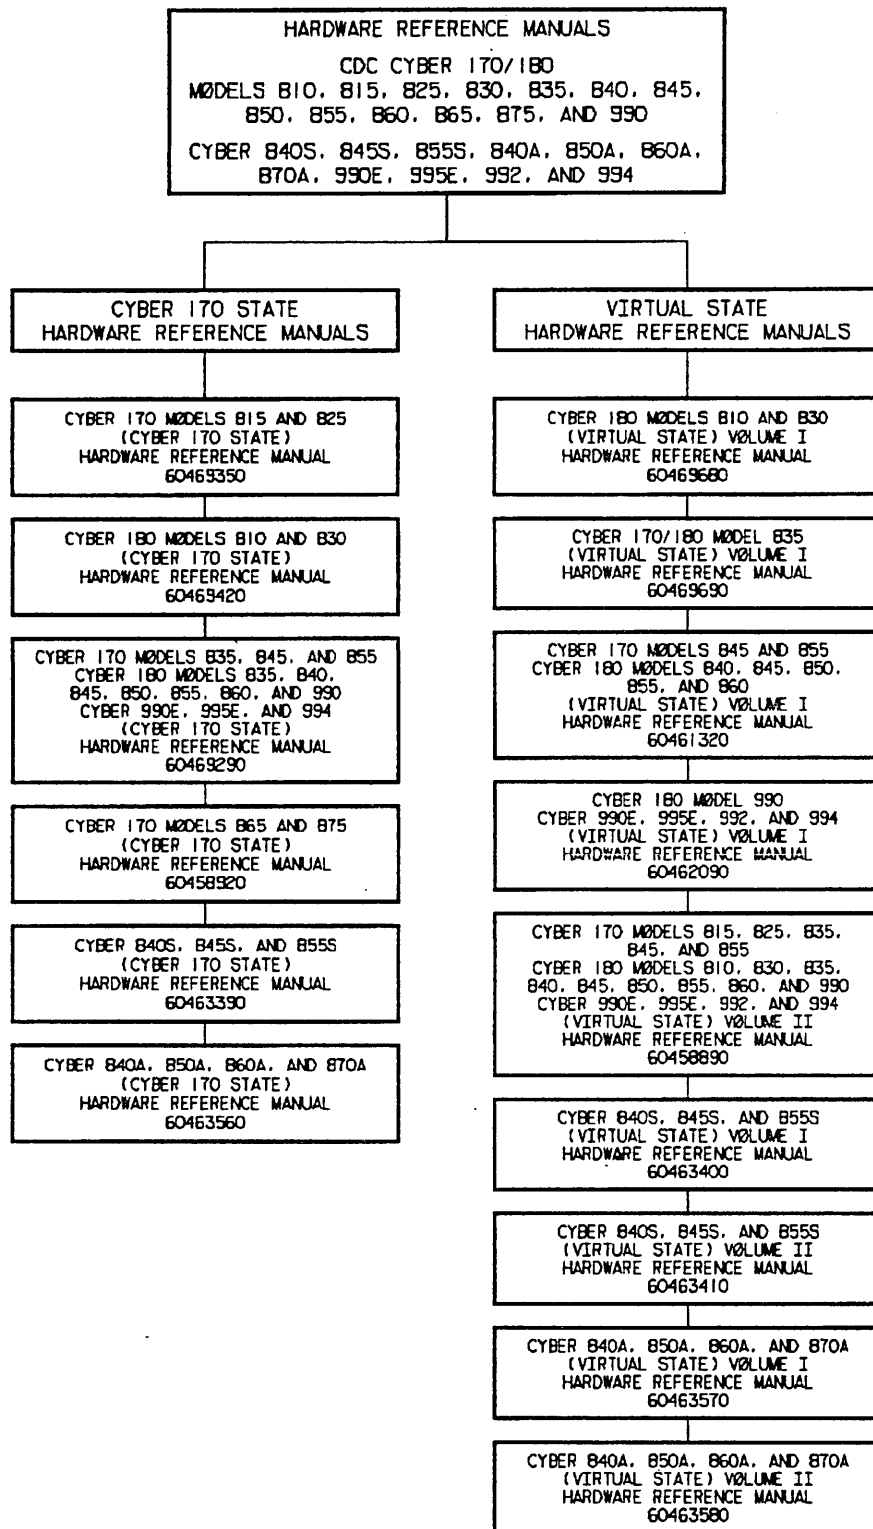 HARDWARE REFERENCE MANUALS
CDC CYBER 170/180
MØDELS 810, 815, 825, 830, 835, 840, 845,
850, 855, 860, 865, 875, AND 990
CYBER 840S, 845S, 855S, 840A, 850A, 860A,
870A, 990E, 995E, 992, AND 994
CYBER 170 STATE
HARDWARE REFERENCE MANUALS
CYBER 170 MØDELS 815 AND 825
(CYBER 170 STATE)
HARDWARE REFERENCE MANUAL
60469350
CYBER 180 MØDELS 810 AND 830
(CYBER 170 STATE)
HARDWARE REFERENCE MANUAL
60469420
CYBER 170 MØDELS 835, 845, AND 855
CYBER 180 MØDELS 835, 840,
845, 850, 855, 860, AND 990
CYBER 990E, 995E, AND 994
(CYBER 170 STATE)
HARDWARE REFERENCE MANUAL
60469290
CYBER 170 MØDELS 865 AND 875
(CYBER 170 STATE)
HARDWARE REFERENCE MANUAL
60458920
CYBER 840S, 845S, AND 855S
(CYBER 170 STATE)
HARDWARE REFERENCE MANUAL
60463390
CYBER 840A, 850A, 860A, AND 870A
(CYBER 170 STATE)
HARDWARE REFERENCE MANUAL
60463560
VIRTUAL STATE
HARDWARE REFERENCE MANUALS
CYBER 180 MØDELS 810 AND 830
(VIRTUAL STATE) VØLUME I
HARDWARE REFERENCE MANUAL
60469680
CYBER 170/180 MØDEL 835
(VIRTUAL STATE) VØLUME I
HARDWARE REFERENCE MANUAL
60469690
CYBER 170 MØDELS 845 AND 855
CYBER 180 MØDELS 840, 845, 850,
855, AND 860
(VIRTUAL STATE) VØLUME I
HARDWARE REFERENCE MANUAL
60461320
CYBER 180 MØDEL 990
CYBER 990E, 995E, 992, AND 994
(VIRTUAL STATE) VØLUME I
HARDWARE REFERENCE MANUAL
60462090
CYBER 170 MØDELS 815, 825, 835,
845, AND 855
CYBER 180 MØDELS 810, 830, 835,
840, 845, 850, 855, 860, AND 990
CYBER 990E, 995E, 992, AND 994
(VIRTUAL STATE) VØLUME II
HARDWARE REFERENCE MANUAL
60458890
CYBER 840S, 845S, AND 855S
(VIRTUAL STATE) VØLUME I
HARDWARE REFERENCE MANUAL
60463400
CYBER 840S, 845S, AND 855S
(VIRTUAL STATE) VØLUME II
HARDWARE REFERENCE MANUAL
60463410
CYBER 840A, 850A, 860A, AND 870A
(VIRTUAL STATE) VØLUME I
HARDWARE REFERENCE MANUAL
60463570
CYBER 840A, 850A, 860A, AND 870A
(VIRTUAL STATE) VØLUME II
HARDWARE REFERENCE MANUAL
60463580